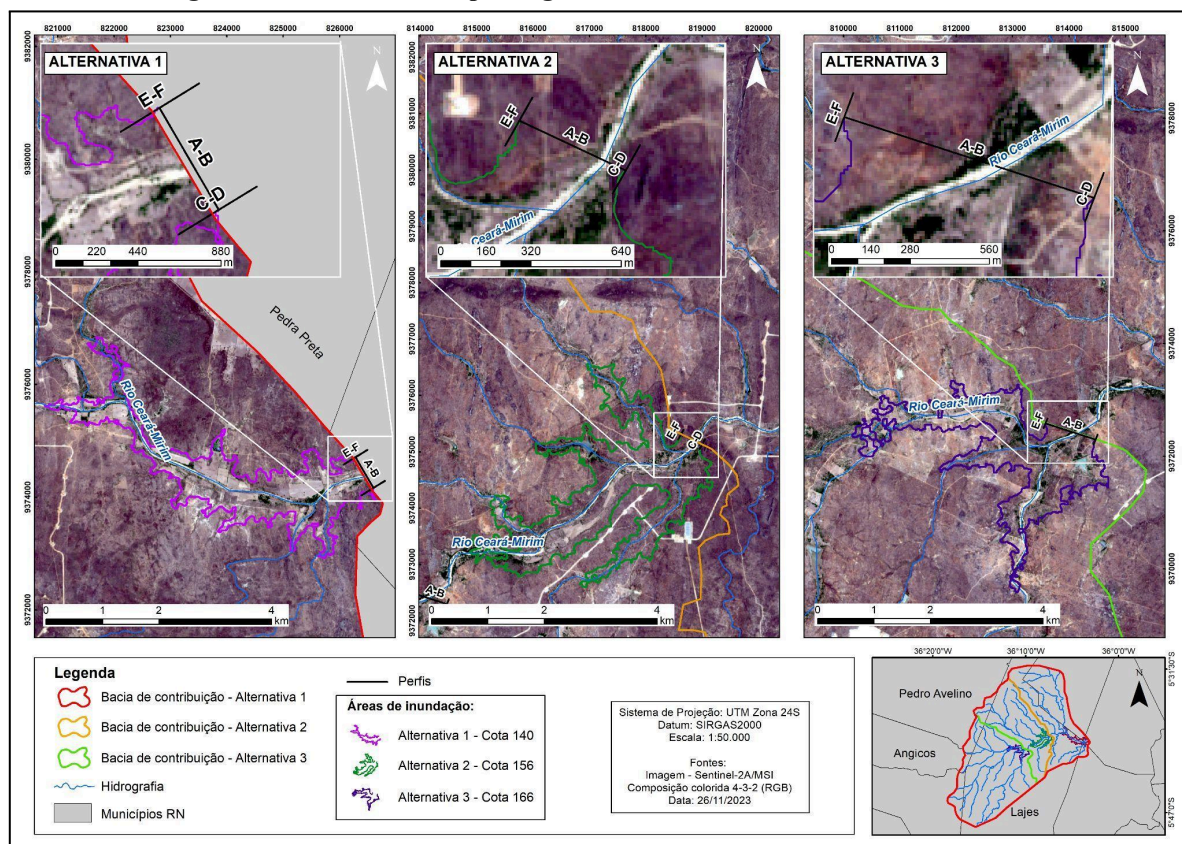 821000 822000 823000 824000 825000 826000
814000 815000 816000 817000 818000 819000 820000
810000 811000 812000 813000 814000 815000
ALTERNATIVA 1
N
E-F
A-B
C-D
0 220 440 880
m
9382000
9380000
9378000
9376000
9374000
9372000
Pedra Preta
Rio Ceará-Mirim
E-F
A-B
0 1 2 4
km
ALTERNATIVA 2
N
E-F
A-B
C-D
Ceará-Mirim
0 160 320 640
m
9382000
9381000
9380000
9379000
9378000
9377000
9376000
9375000
9374000
9373000
9372000
E-F
C-D
Rio Ceará-Mirim
A-B
0 1 2 4
km
ALTERNATIVA 3
N
E-F
A-B
Rio Ceará-Mirim
C-D
0 140 280 560
m
9378000
9376000
9374000
9372000
9370000
Rio Ceará-Mirim
E-F
A-B
0 1 2 4
km
Legenda
Bacia de contribuição - Alternativa 1
Bacia de contribuição - Alternativa 2
Bacia de contribuição - Alternativa 3
Hidrografia
Municípios RN
Perfis
Áreas de inundação:
Alternativa 1 - Cota 140
Alternativa 2 - Cota 156
Alternativa 3 - Cota 166
Sistema de Projeção: UTM Zona 24S
Datum: SIRGAS2000
Escala: 1:50.000
Fontes:
Imagem - Sentinel-2A/MSI
Composição colorida 4-3-2 (RGB)
Data: 26/11/2023
36°20'0"W 36°10'0"W 36°0'0"W
5°31'30"S
5°47'0"S
N
Pedro Avelino
Angicos
Lajes